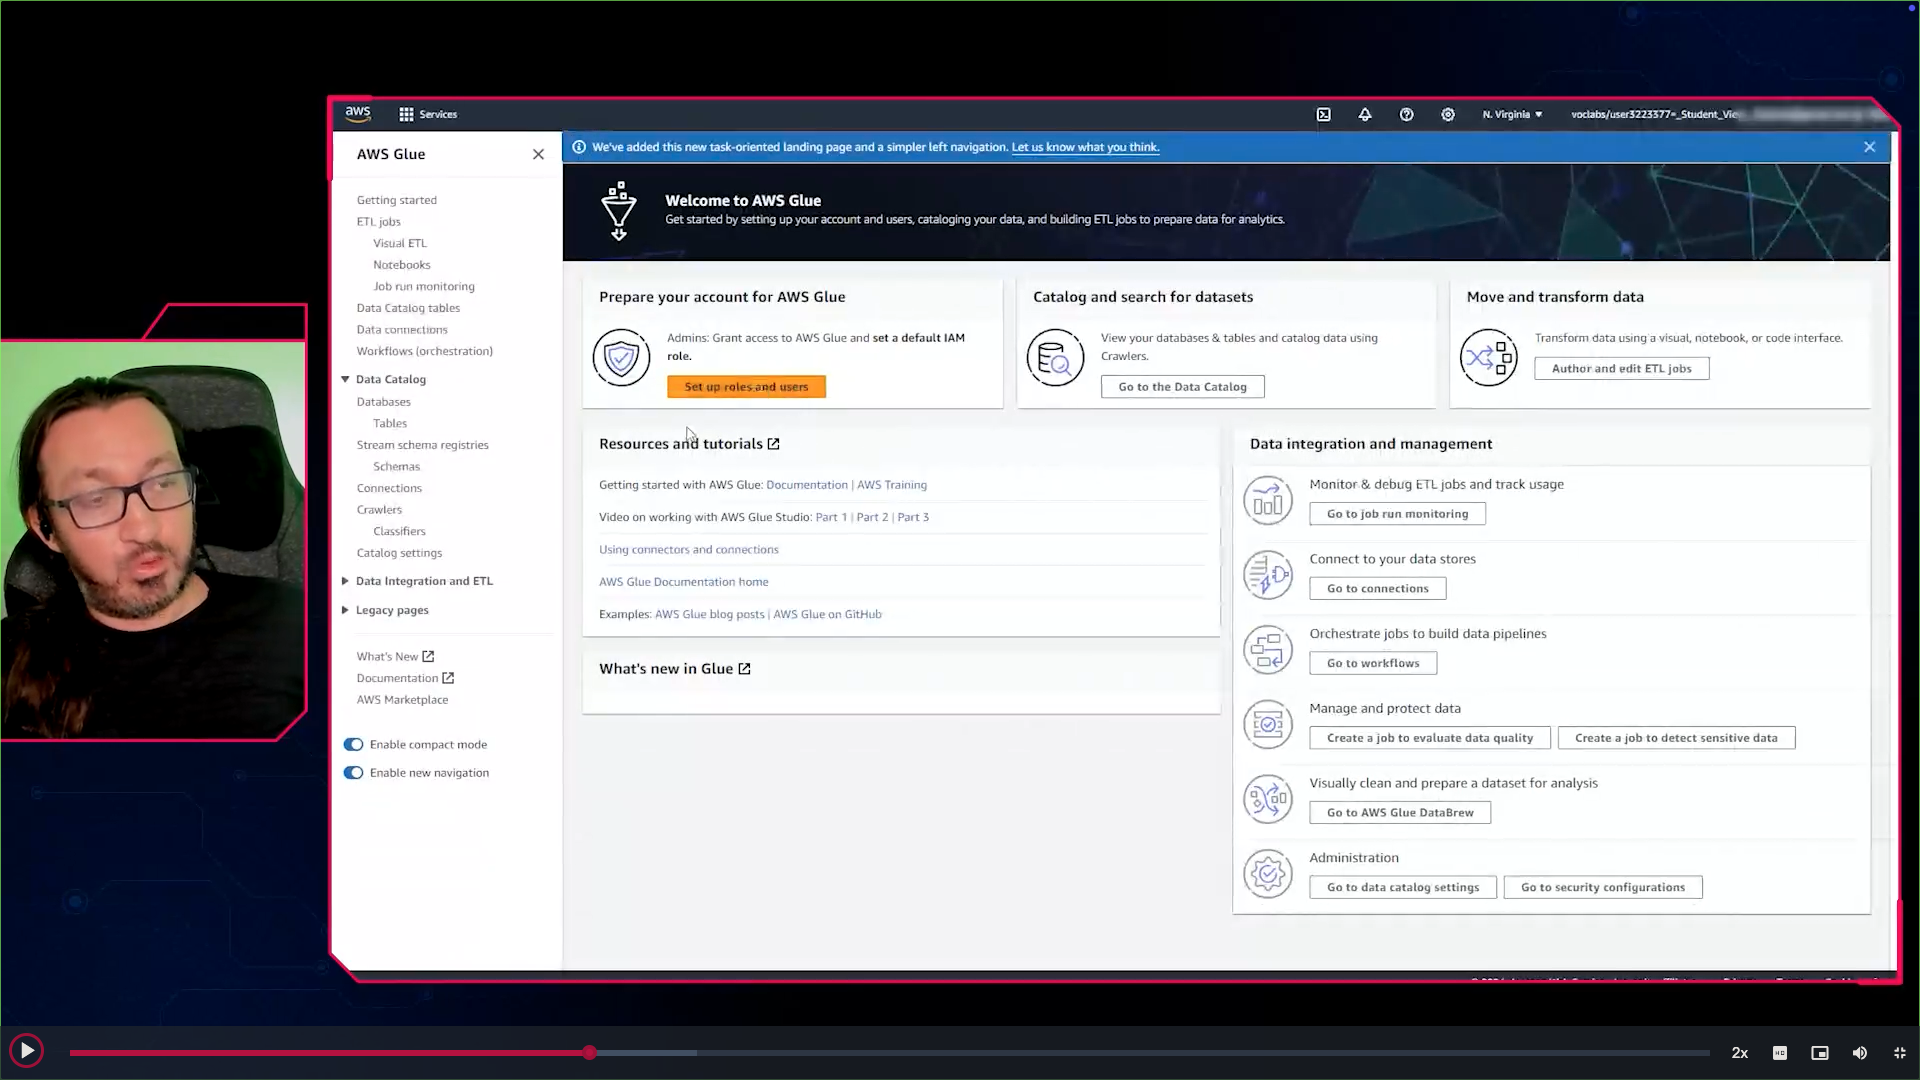 aws
Services
N. Virginia
voclabs/user3223377=_Student_Vie
AWS Glue
Getting started
ETL jobs
Visual ETL
Notebooks
Job run monitoring
Data Catalog tables
Data connections
Workflows (orchestration)
Data Catalog
Databases
Tables
Stream schema registries
Schemas
Connections
Crawlers
Classifiers
Catalog settings
Data Integration and ETL
Legacy pages
What's New
Documentation
AWS Marketplace
Enable compact mode
Enable new navigation
We've added this new task-oriented landing page and a simpler left navigation. Let us know what you think.
Welcome to AWS Glue
Get started by setting up your account and users, cataloging your data, and building ETL jobs to prepare data for analytics.
Prepare your account for AWS Glue
Admins: Grant access to AWS Glue and set a default IAM
role.
Set up roles and users
Catalog and search for datasets
View your databases & tables and catalog data using
Crawlers.
Go to the Data Catalog
Move and transform data
Transform data using a visual, notebook, or code interface.
Author and edit ETL jobs
Resources and tutorials
Getting started with AWS Glue: Documentation | AWS Training
Video on working with AWS Glue Studio: Part 1 | Part 2 | Part 3
Using connectors and connections
AWS Glue Documentation home
Examples: AWS Glue blog posts | AWS Glue on GitHub
What's new in Glue
Data integration and management
Monitor & debug ETL jobs and track usage
Go to job run monitoring
Connect to your data stores
Go to connections
Orchestrate jobs to build data pipelines
Go to workflows
Manage and protect data
Create a job to evaluate data quality
Create a job to detect sensitive data
Visually clean and prepare a dataset for analysis
Go to AWS Glue DataBrew
Administration
Go to data catalog settings
Go to security configurations
2x
HD